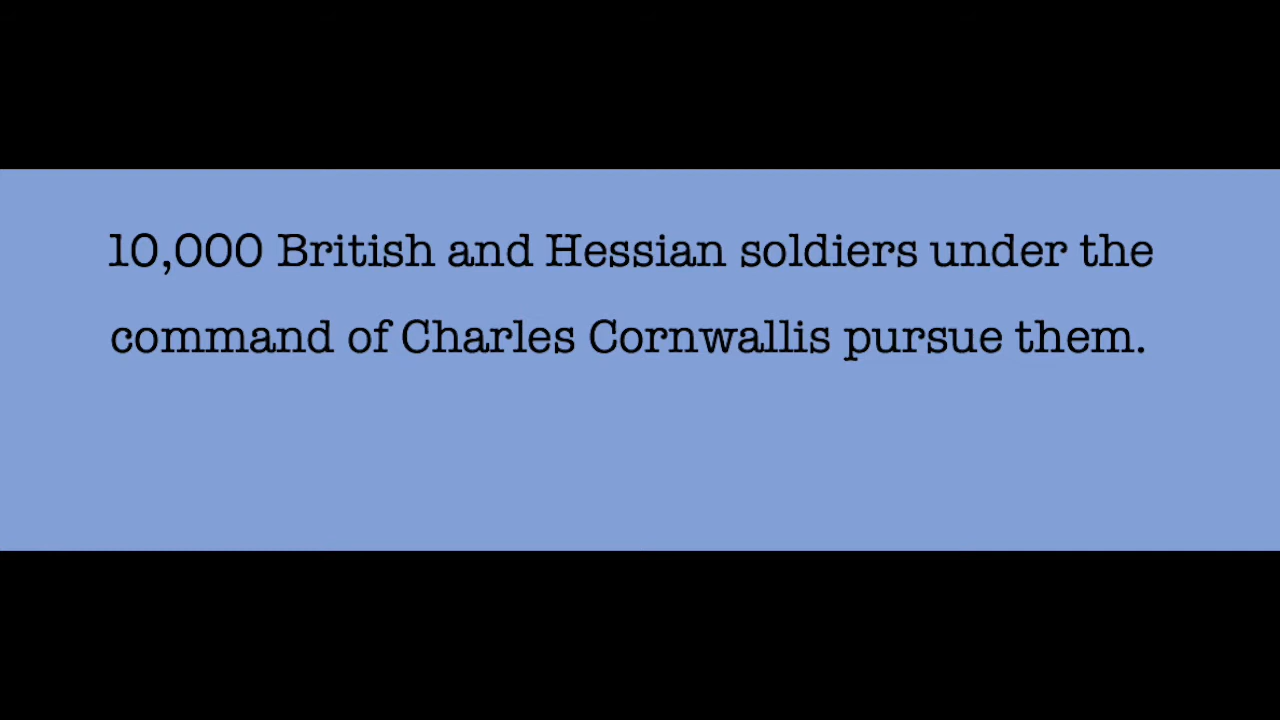 10,000 British and Hessian soldiers under the
command of Charles Cornwallis pursue them.